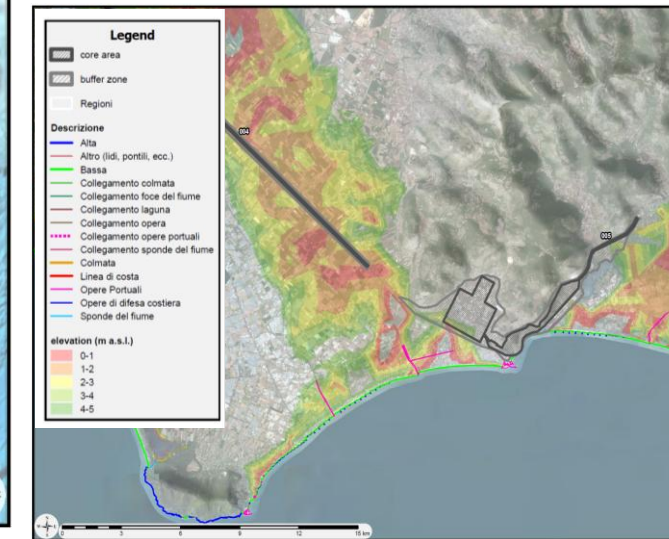 Legend
core area
buffer zone
Regioni
Descrizione
Alta
Altro (lidi, pontili, ecc.)
Bassa
Collegamento colmata
Collegamento foce del fiume
Collegamento laguna
Collegamento opera
Collegamento opere portuali
Collegamento sponde del fiume
Colmata
Linea di costa
Opere Portuali
Opere di difesa costiera
Sponde del fiume
elevation (m a.s.l.)
0-1
1-2
2-3
3-4
4-5
004
005
0 3 6 9 12 15 km